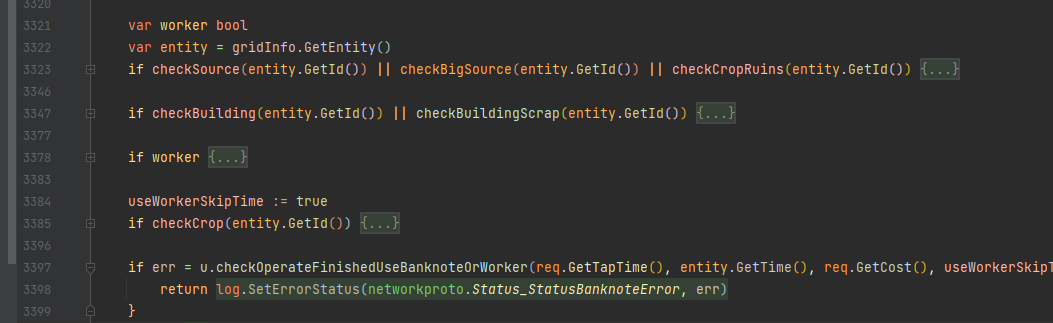 3320
3321 var worker bool
3322 var entity = gridInfo.GetEntity()
3323 if checkSource(entity.GetId()) || checkBigSource(entity.GetId()) || checkCropRuins(entity.GetId()) {...}
3346
3347 if checkBuilding(entity.GetId()) || checkBuildingScrap(entity.GetId()) {...}
3377
3378 if worker {...}
3383
3384 useWorkerSkipTime := true
3385 if checkCrop(entity.GetId()) {...}
3396
3397 if err = u.checkOperateFinishedUseBanknoteOrWorker(req.GetTapTime(), entity.GetTime(), req.GetCost(), useWorkerSkipT
3398 return log.SetErrorStatus(networkproto.Status_StatusBanknoteError, err)
3399 }